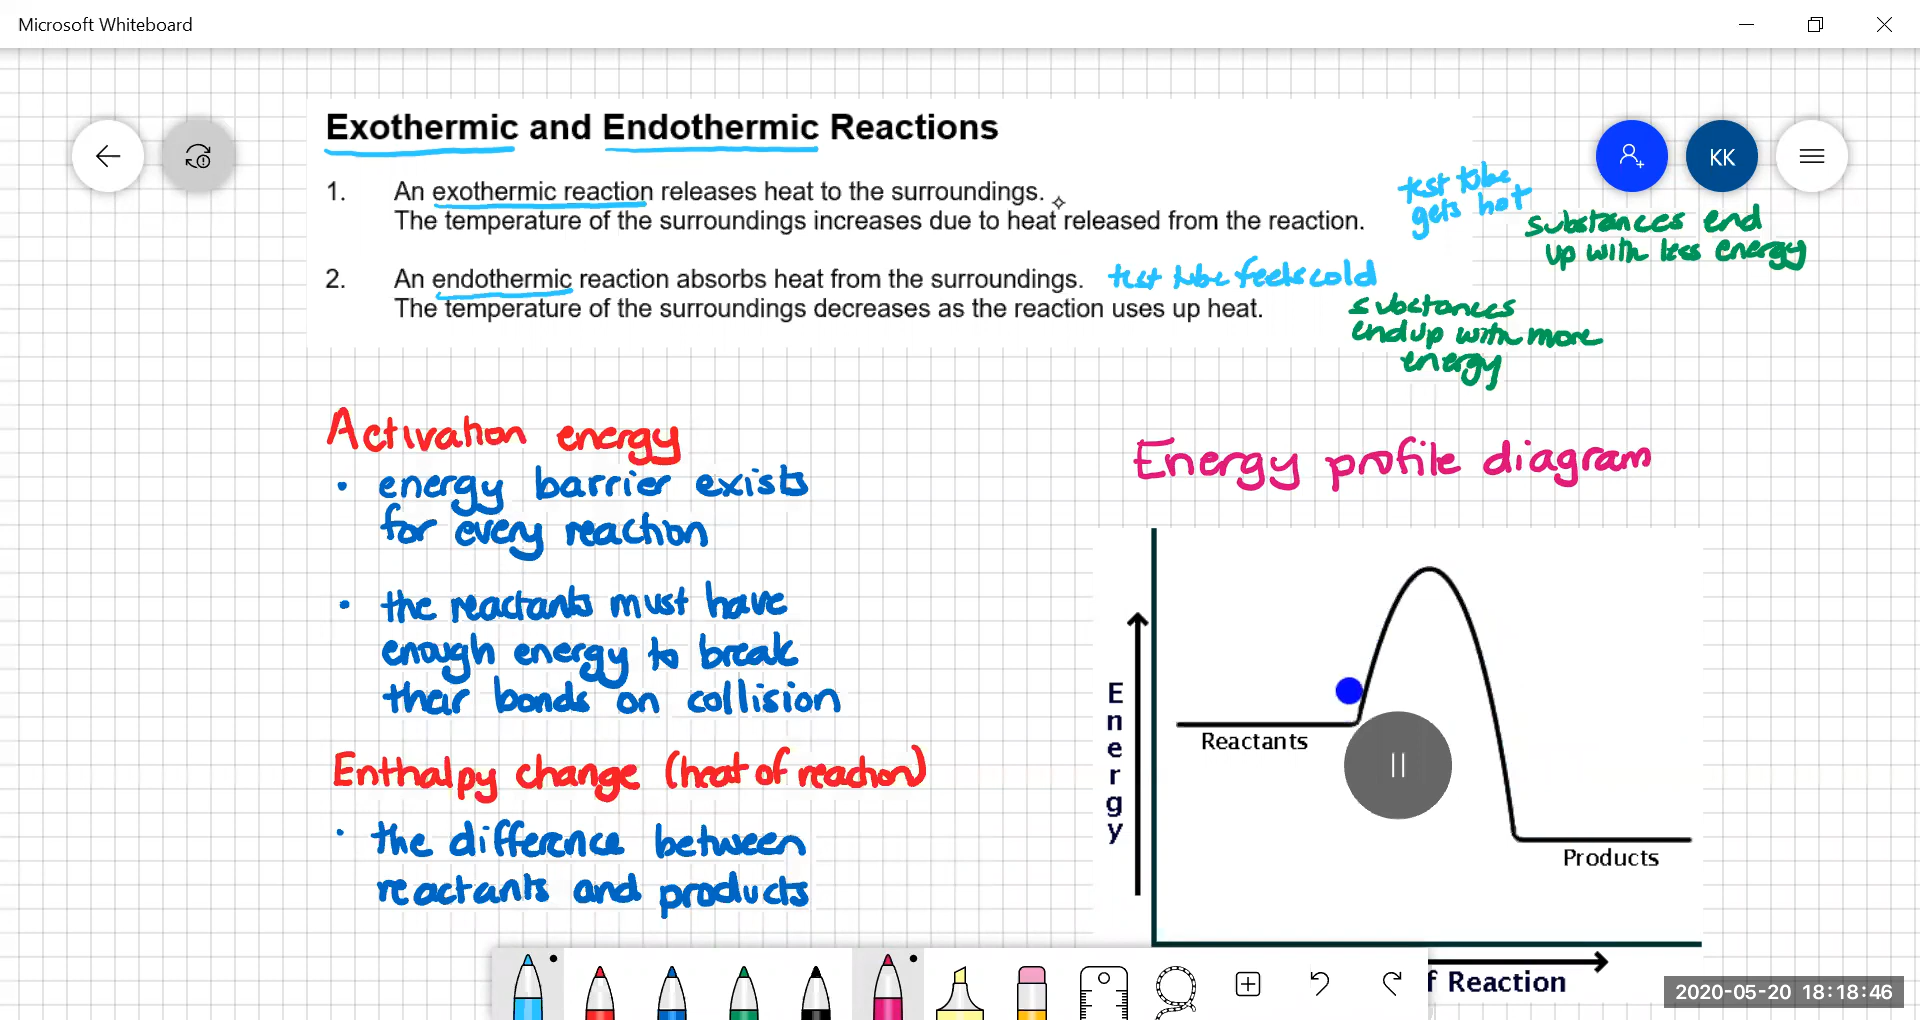 Microsoft Whiteboard
Exothermic and Endothermic Reactions
KK
1. An exothermic reaction releases heat to the surroundings.
The temperature of the surroundings increases due to heat released from the reaction.
test tube
gets hot
substances end
up with less energy
2. An endothermic reaction absorbs heat from the surroundings.
test tube feels cold
The temperature of the surroundings decreases as the reaction uses up heat.
substances
end up with more
energy
Activation energy
• energy barrier exists
for every reaction
• the reactants must have
enough energy to break
their bonds on collision
Enthalpy change (heat of reaction)
• the difference between
reactants and products
Energy profile diagram
Energy
Reactants
Products
f Reaction
2020-05-20 18:18:46